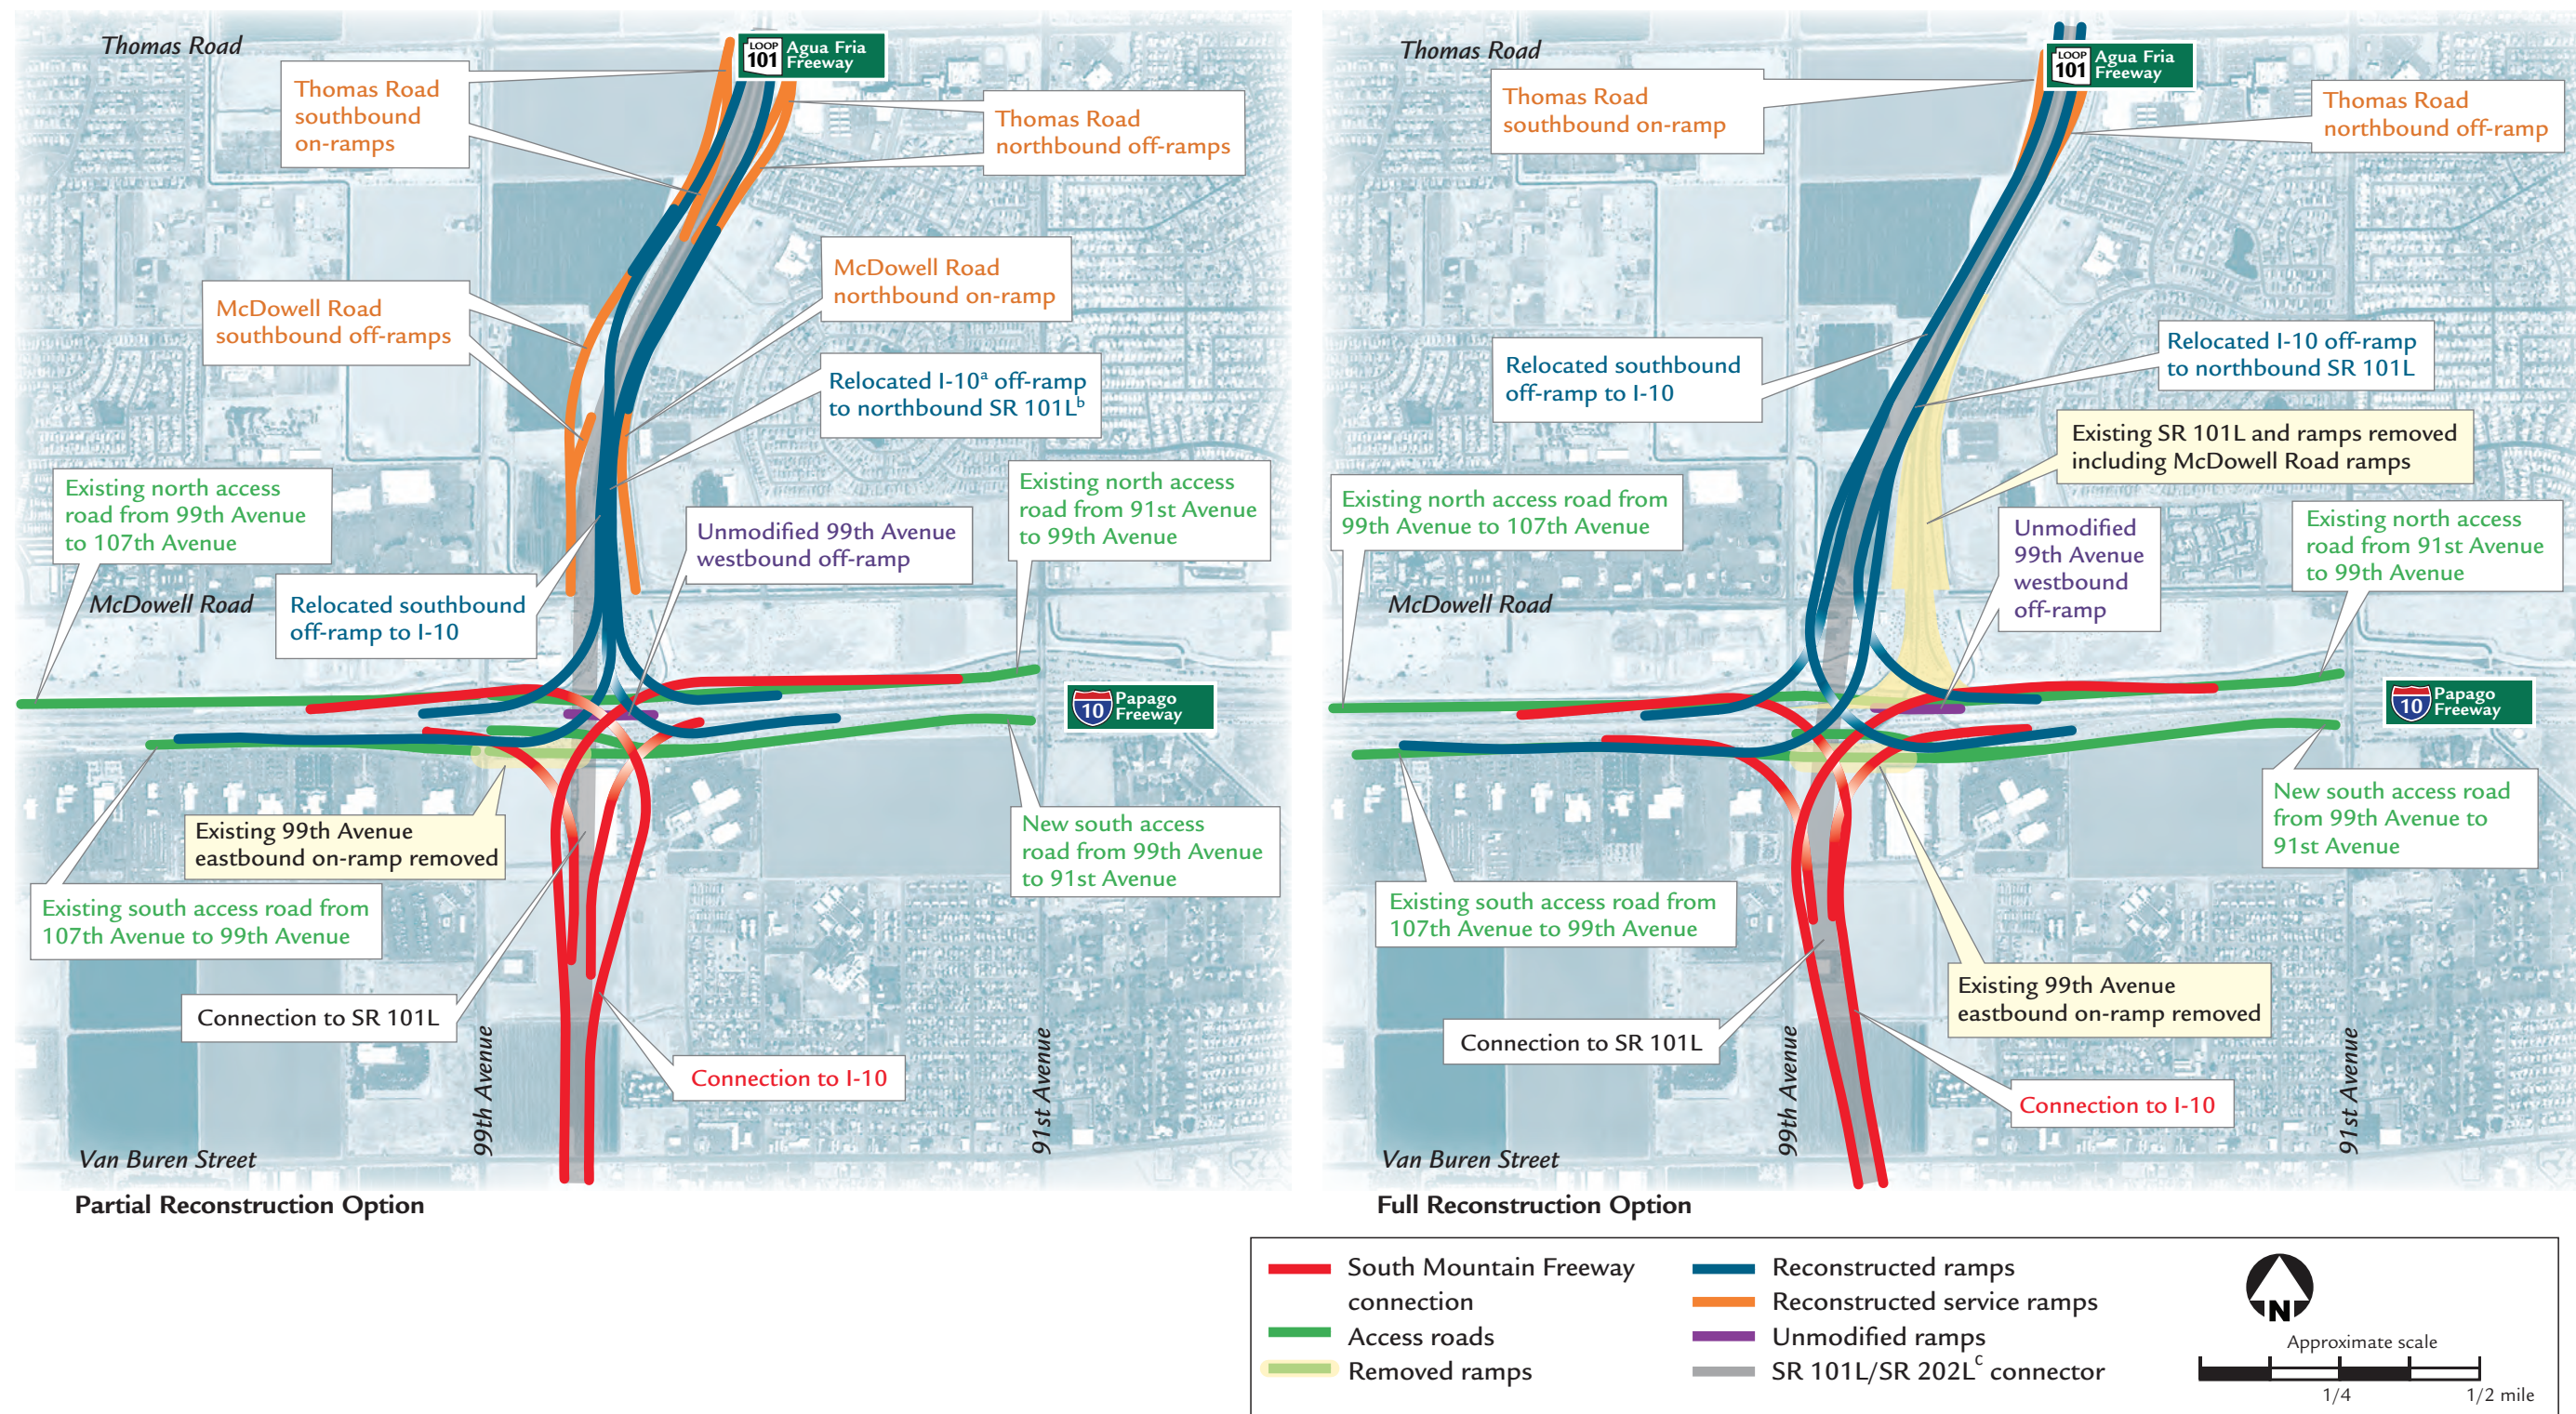 Thomas Road
LOOP
101
Agua Fria
Freeway
Thomas Road
southbound
on-ramps
Thomas Road
northbound off-ramps
McDowell Road
northbound on-ramp
McDowell Road
southbound off-ramps
Relocated I-10a off-ramp
to northbound SR 101Lb
Existing north access
road from 99th Avenue
to 107th Avenue
Existing north access
road from 91st Avenue
to 99th Avenue
Unmodified 99th Avenue
westbound off-ramp
McDowell Road
Relocated southbound
off-ramp to I-10
10
Papago
Freeway
Existing 99th Avenue
eastbound on-ramp removed
New south access
road from 99th Avenue
to 91st Avenue
Existing south access road from
107th Avenue to 99th Avenue
Connection to SR 101L
Connection to I-10
99th Avenue
91st Avenue
Van Buren Street
Partial Reconstruction Option
Thomas Road
LOOP
101
Agua Fria
Freeway
Thomas Road
southbound on-ramp
Thomas Road
northbound off-ramp
Relocated southbound
off-ramp to I-10
Relocated I-10 off-ramp
to northbound SR 101L
Existing SR 101L and ramps removed
including McDowell Road ramps
Existing north access road from
99th Avenue to 107th Avenue
Unmodified
99th Avenue
westbound
off-ramp
Existing north access
road from 91st Avenue
to 99th Avenue
McDowell Road
10
Papago
Freeway
New south access road
from 99th Avenue to
91st Avenue
Existing south access road from
107th Avenue to 99th Avenue
Existing 99th Avenue
eastbound on-ramp removed
Connection to SR 101L
Connection to I-10
99th Avenue
91st Avenue
Van Buren Street
Full Reconstruction Option
South Mountain Freeway
connection
Access roads
Removed ramps
Reconstructed ramps
Reconstructed service ramps
Unmodified ramps
SR 101L/SR 202Lc connector
N
Approximate scale
1/4
1/2 mile